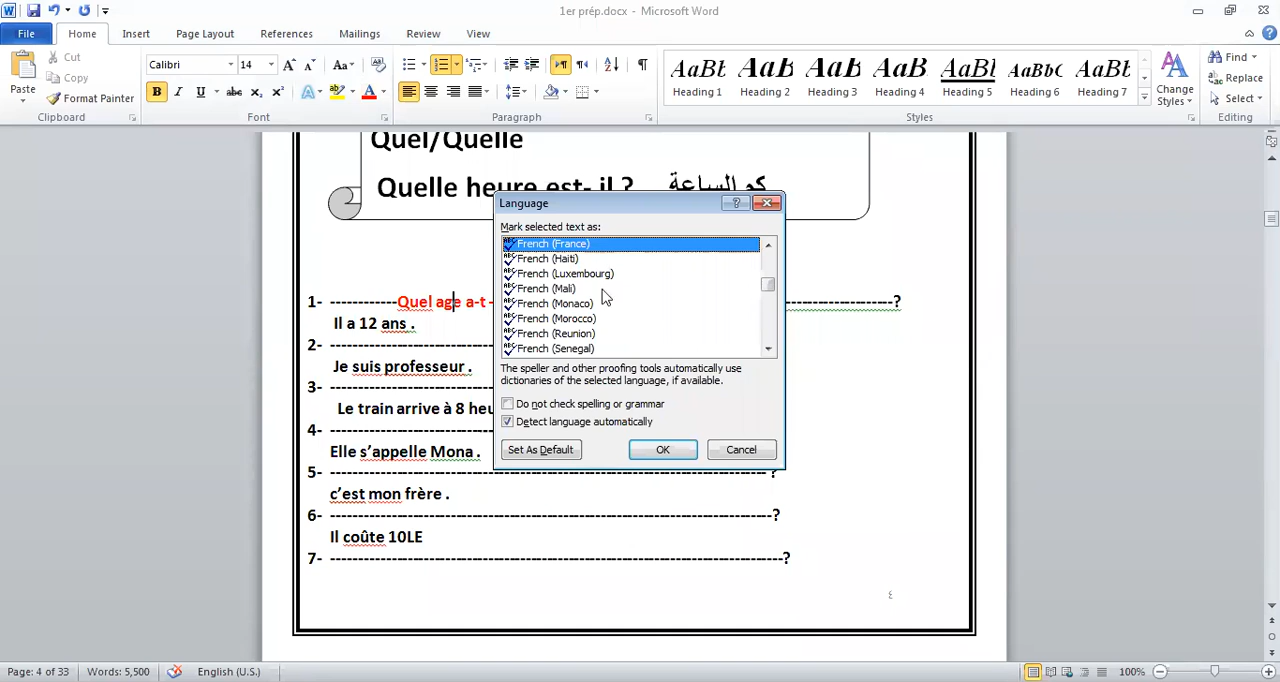 1er prép.docx - Microsoft Word
File Home Insert Page Layout References Mailings Review View
Paste
Cut
Copy
Format Painter
Clipboard
Calibri 14
Font
Paragraph
AaBb AaB AaB AaB AaBl AaBbC AaBb
Heading 1 Heading 2 Heading 3 Heading 4 Heading 5 Heading 6 Heading 7
Change Styles
Styles
Find
Replace
Select
Editing
Quel/Quelle
Quelle heure est- il ? كم الساعة
Language
Mark selected text as:
French (France)
French (Haiti)
French (Luxembourg)
French (Mali)
French (Monaco)
French (Morocco)
French (Reunion)
French (Senegal)
The speller and other proofing tools automatically use
dictionaries of the selected language, if available.
Do not check spelling or grammar
Detect language automatically
Set As Default OK Cancel
1- ------------Quel age a-t - ------------------?
Il a 12 ans .
2- -----------------
Je suis professeur .
3- -----------------
Le train arrive à 8 heu
4- -----------------
Elle s’appelle Mona .
5- -----------------------------------------------------------------?
c’est mon frère .
6- -----------------------------------------------------------------?
Il coûte 10LE
7- ------------------------------------------------------------------?
٤
Page: 4 of 33 Words: 5,500 English (U.S.) 100%